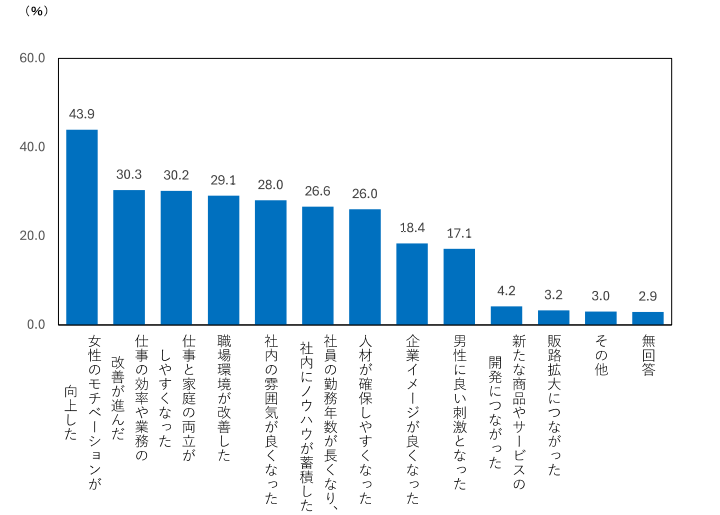 （%）
60.0
40.0
20.0
0.0
43.9
30.3
30.2
29.1
28.0
26.6
26.0
18.4
17.1
4.2
3.2
3.0
2.9
女性のモチベーションが
向上した
仕事の効率や業務の
改善が進んだ
仕事と家庭の両立が
しやすくなった
職場環境が改善した
社内の雰囲気が良くなった
社員の勤務年数が長くなり、
社内にノウハウが蓄積した
人材が確保しやすくなった
企業イメージが良くなった
男性に良い刺激となった
新たな商品やサービスの
開発につながった
販路拡大につながった
その他
無回答